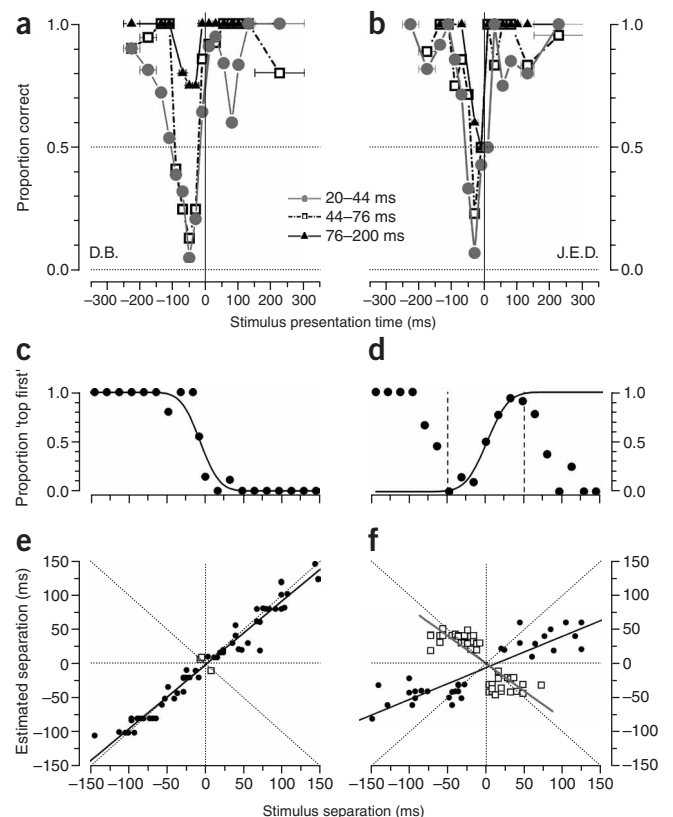 a
b
1.0
0.5
0.0
Proportion correct
D.B.
20–44 ms
44–76 ms
76–200 ms
J.E.D.
1.0
0.5
0.0
–300 –200 –100 0 100 200 300
–300 –200 –100 0 100 200 300
Stimulus presentation time (ms)
c
d
1.0
0.5
0.0
Proportion 'top first'
1.0
0.5
0.0
e
f
150
100
50
0
–50
–100
–150
Estimated separation (ms)
150
100
50
0
–50
–100
–150
–150 –100 –50 0 50 100 150
–150 –100 –50 0 50 100 150
Stimulus separation (ms)